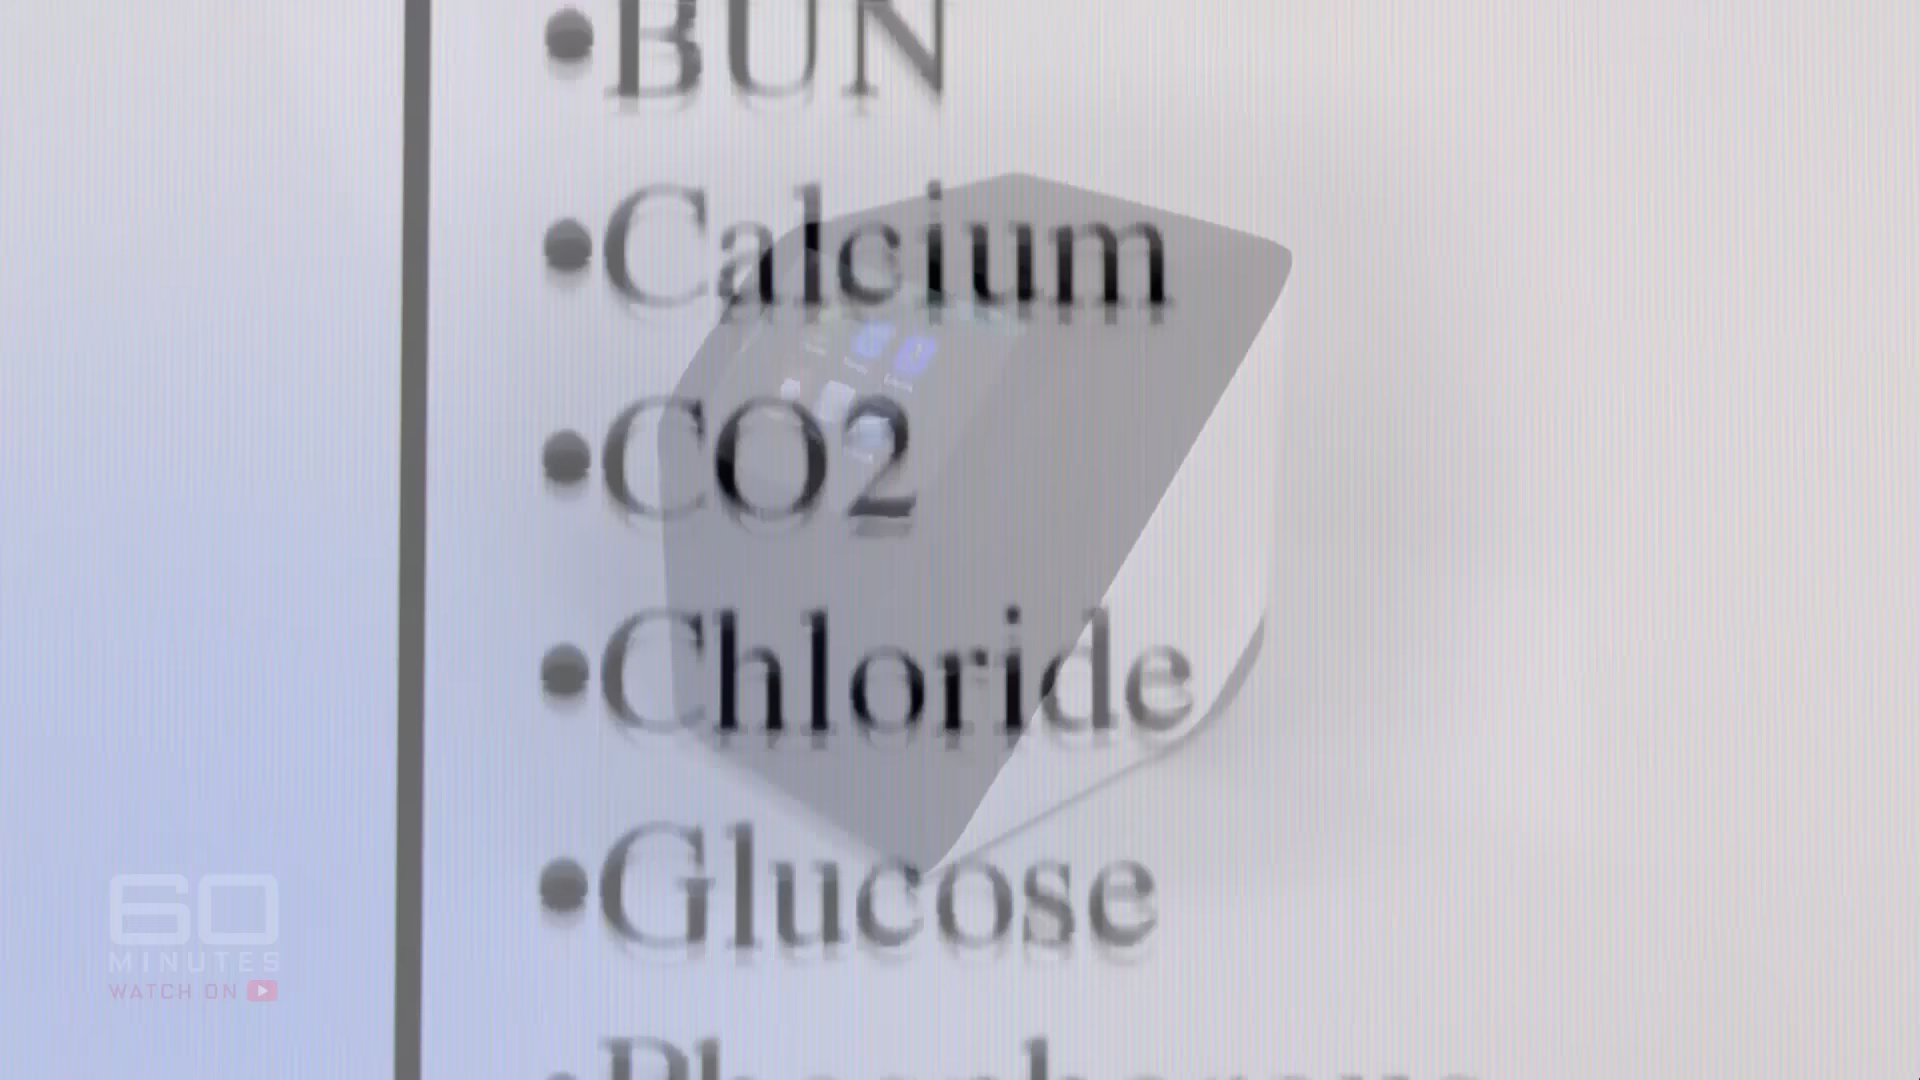 •BUN
•Calcium
•CO2
•Chloride
•Glucose
60
MINUTES
WATCH ON